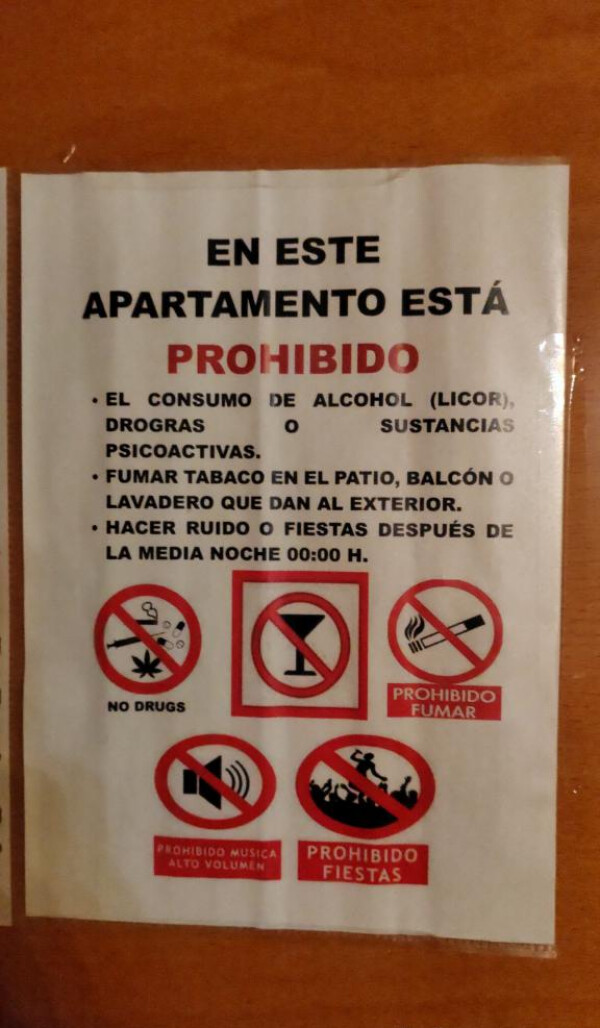 EN ESTE
APARTAMENTO ESTÁ
PROHIBIDO
• EL CONSUMO DE ALCOHOL (LICOR),
DROGRAS O SUSTANCIAS
PSICOACTIVAS.
• FUMAR TABACO EN EL PATIO, BALCÓN O
LAVADERO QUE DAN AL EXTERIOR.
• HACER RUIDO O FIESTAS DESPUÉS DE
LA MEDIA NOCHE 00:00 H.
NO DRUGS
PROHIBIDO
FUMAR
PROHIBIDO MUSICA
ALTO VOLUMEN
PROHIBIDO
FIESTAS